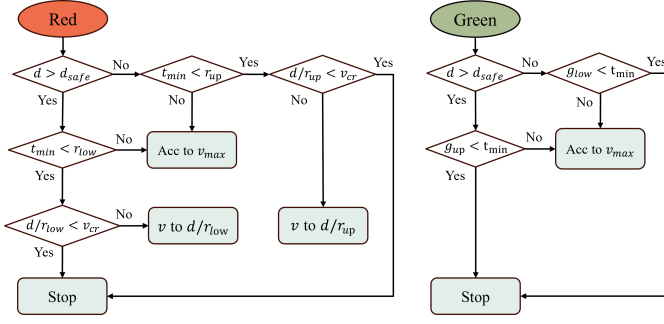 Red
d > d_safe
No
t_min < r_up
Yes
d/r_up < v_cr
Yes
Yes
No
No
t_min < r_low
No
Acc to v_max
Yes
d/r_low < v_cr
No
v to d/r_low
v to d/r_up
Yes
Stop
Green
d > d_safe
No
g_low < t_min
Yes
Yes
No
g_up < t_min
No
Acc to v_max
Yes
Stop